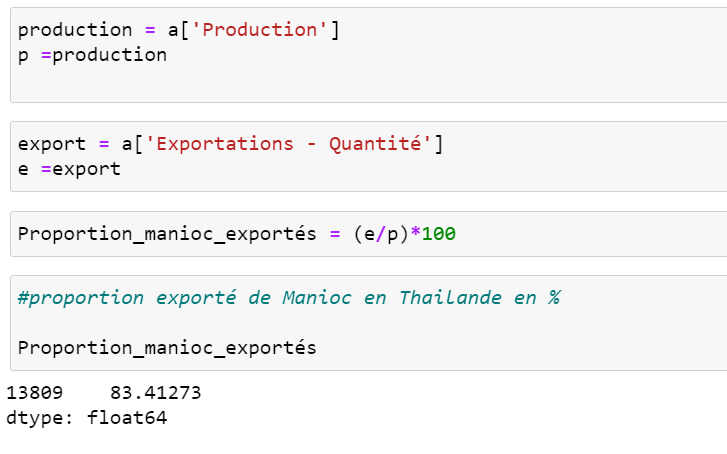 production = a['Production']
p =production
export = a['Exportations - Quantité']
e =export
Proportion_manioc_exportés = (e/p)*100
#proportion exporté de Manioc en Thailande en %
Proportion_manioc_exportés
13809    83.41273
dtype: float64